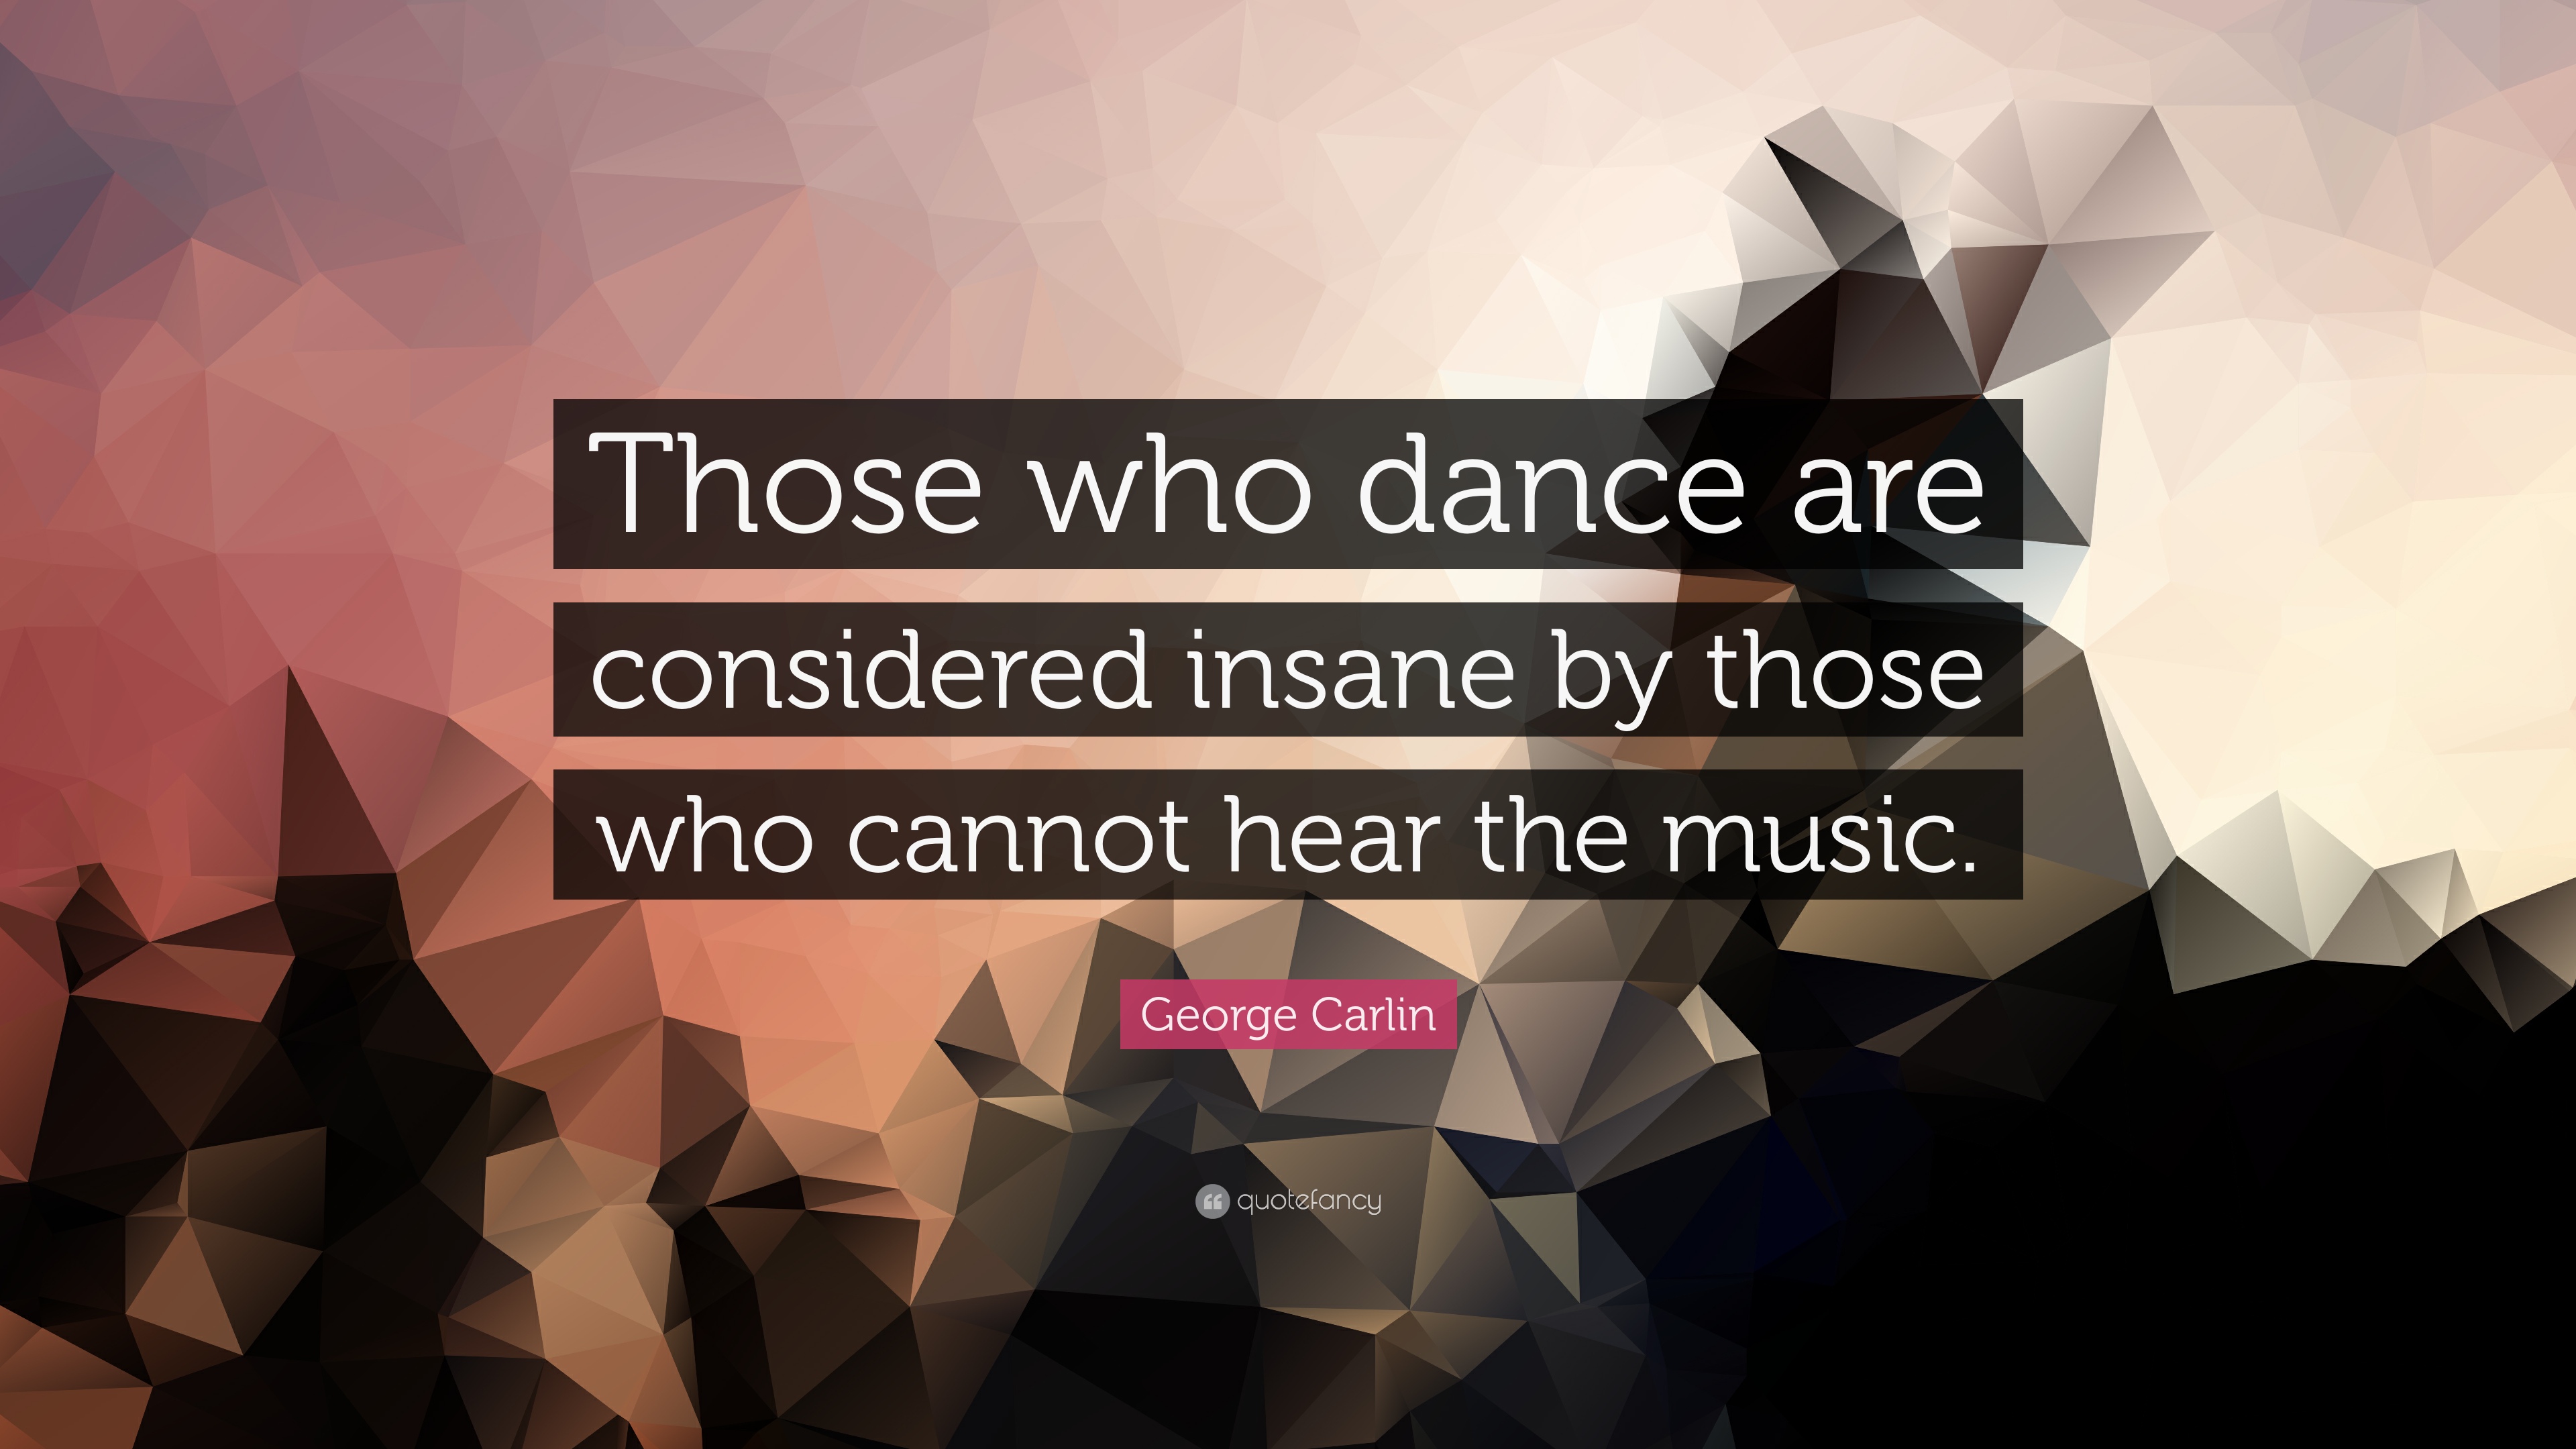 Those who dance are
considered insane by those
who cannot hear the music.
George Carlin
quotefancy